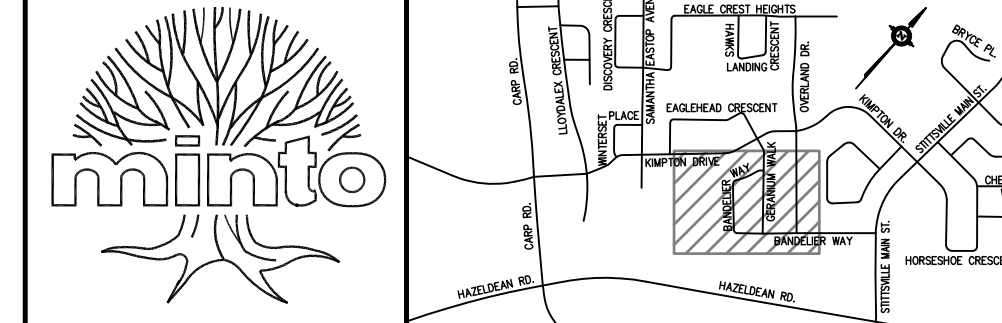 minto
EAGLE CREST HEIGHTS
DISCOVERY CRESC
SAMANTHA EASTOP AVEN
HAWKS
LANDING CRESCENT
OVERLAND DR.
BRYCE PL.
CARP RD.
LLOYDALEX CRESCENT
EAGLEHEAD CRESCENT
WINTERSET PLACE
KIMPTON DR.
STITTSVILLE MAIN ST.
KIMPTON DRIVE
BANDELIER WAY
GERANIUM WALK
CHE
CARP RD.
BANDELIER WAY
STITTSVILLE MAIN ST.
HORSESHOE CRESCE
HAZELDEAN RD.
HAZELDEAN RD.